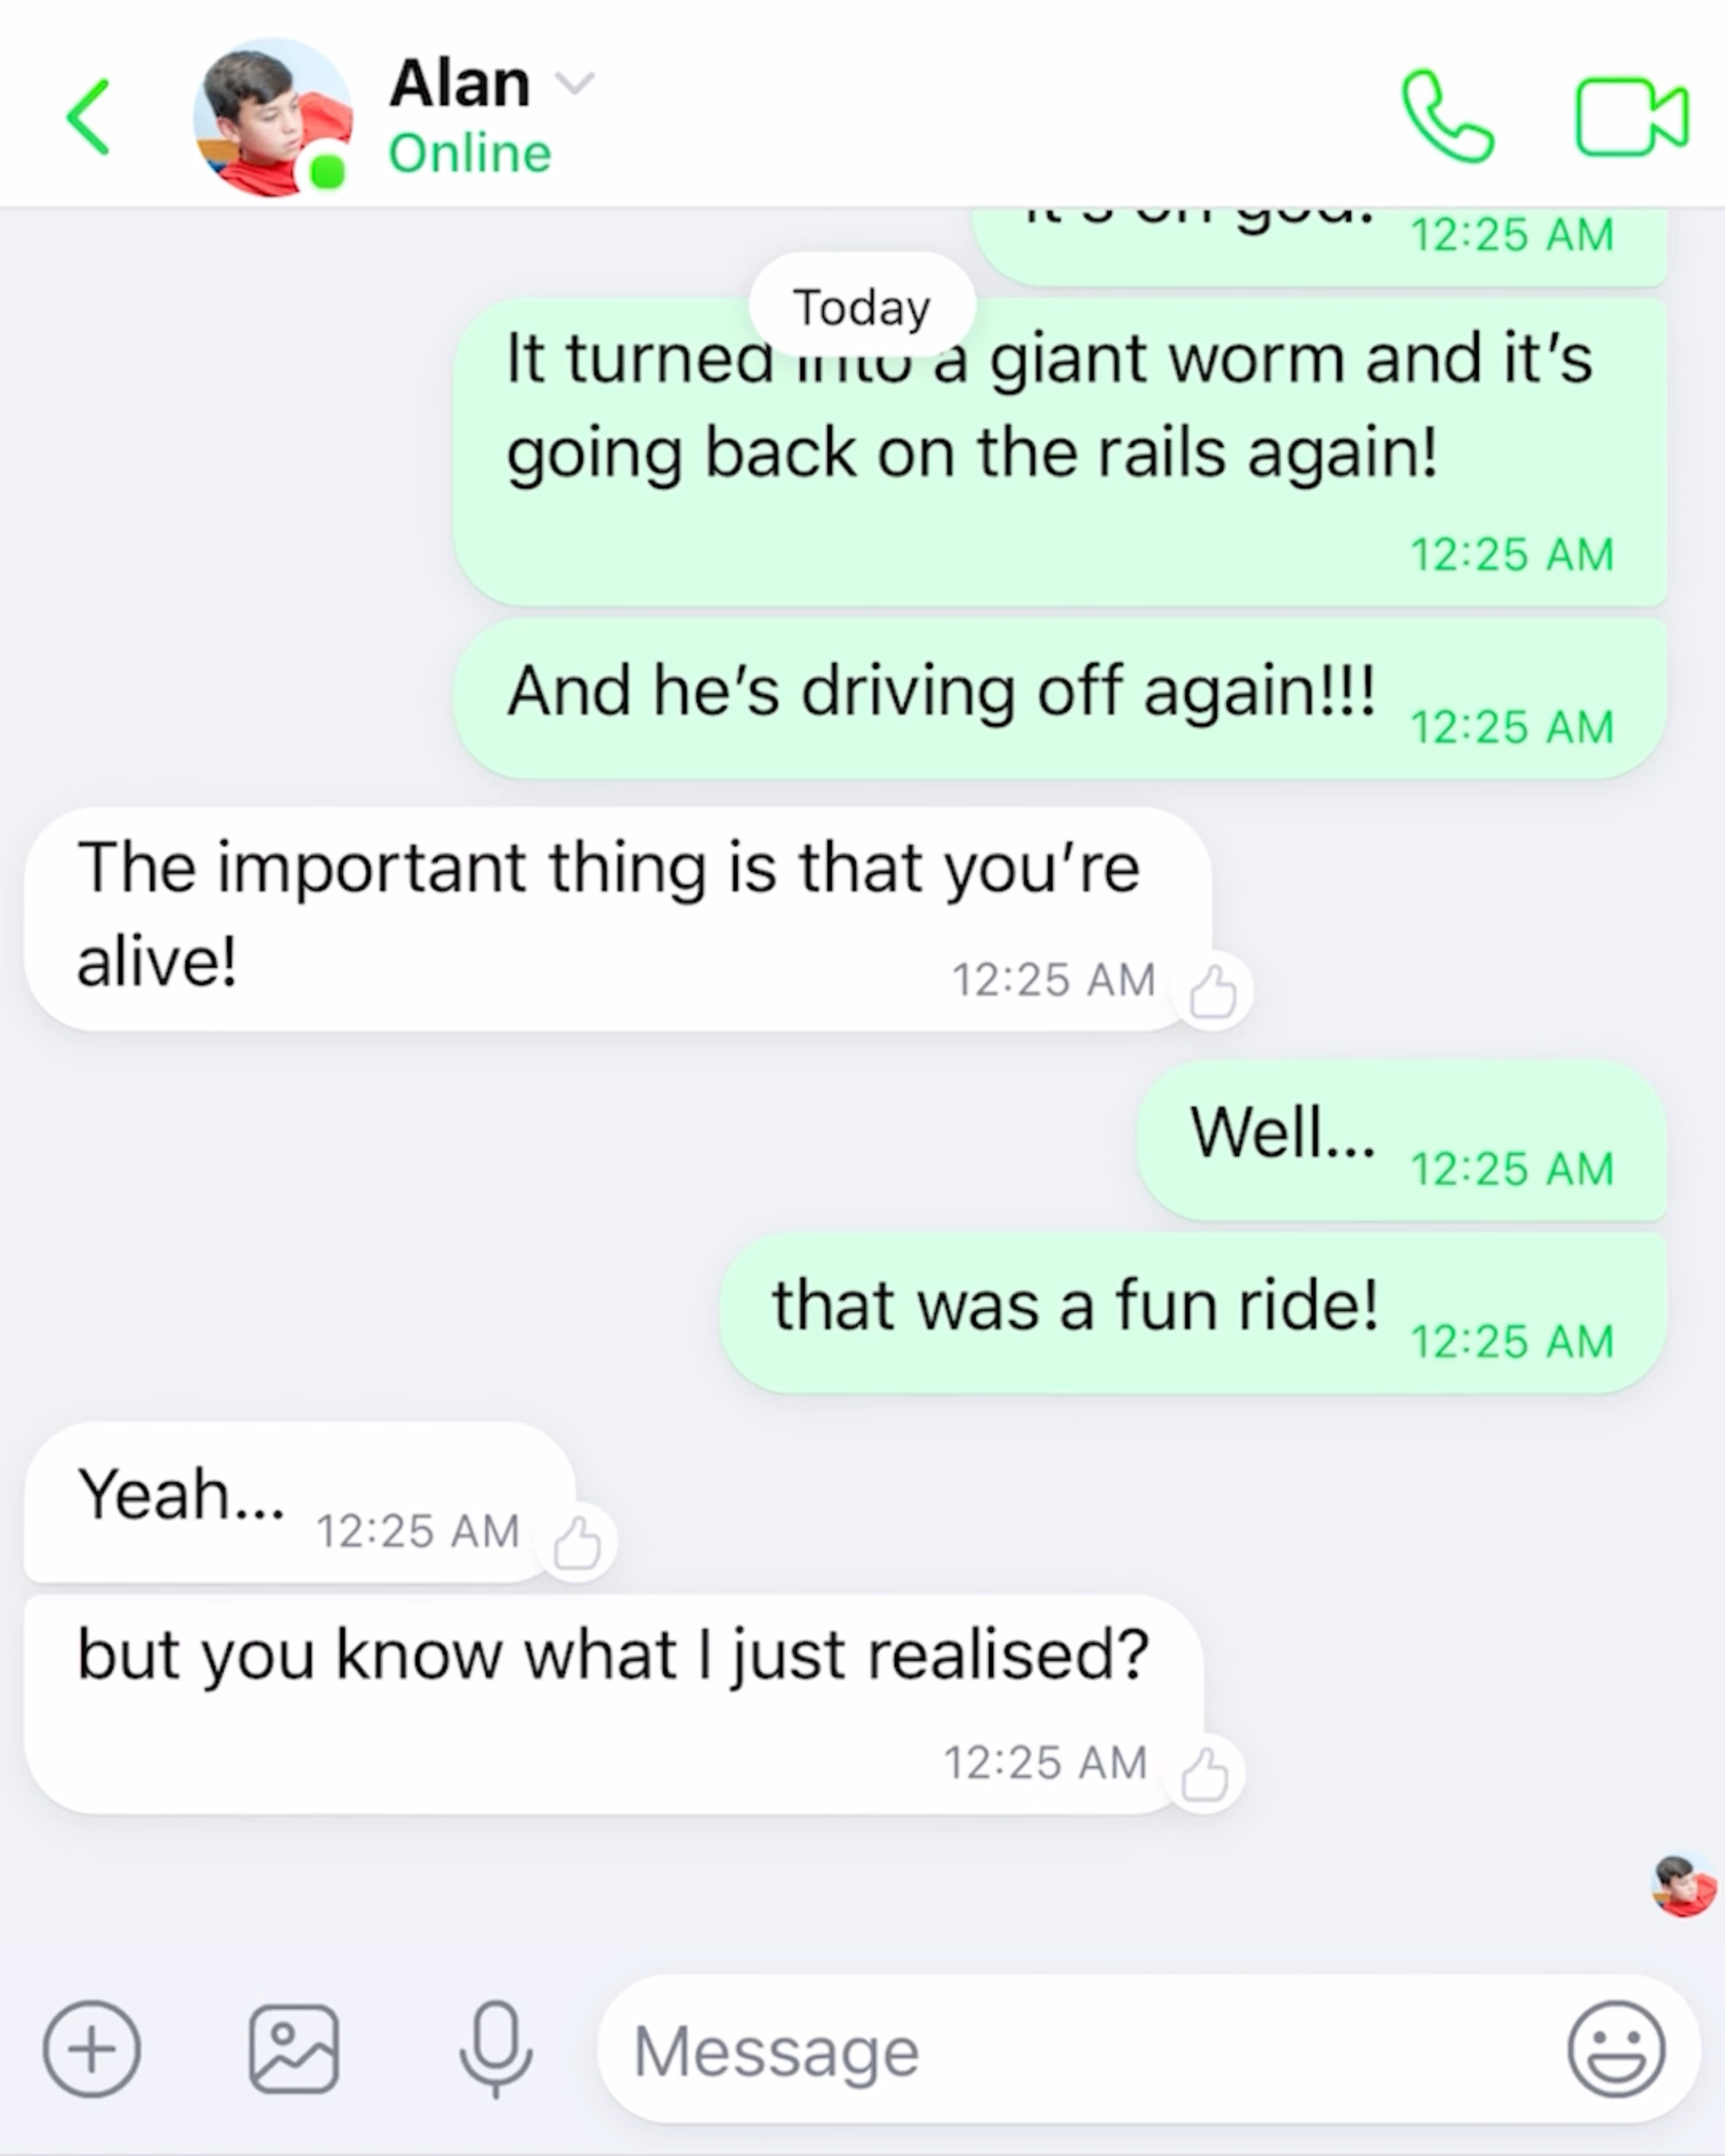 Alan
Online
it's on god!
12:25 AM
Today
It turned into a giant worm and it’s
going back on the rails again!
12:25 AM
And he’s driving off again!!!
12:25 AM
The important thing is that you’re
alive!
12:25 AM
Well...
12:25 AM
that was a fun ride!
12:25 AM
Yeah...
12:25 AM
but you know what I just realised?
12:25 AM
Message